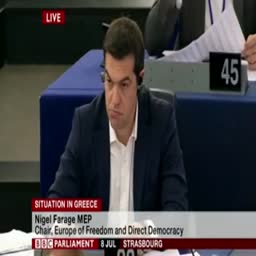 LIVE
45
SITUATION IN GREECE
Nigel Farage MEP
Chair, Europe of Freedom and Direct Democracy
BBC PARLIAMENT 8 JUL STRASBOURG